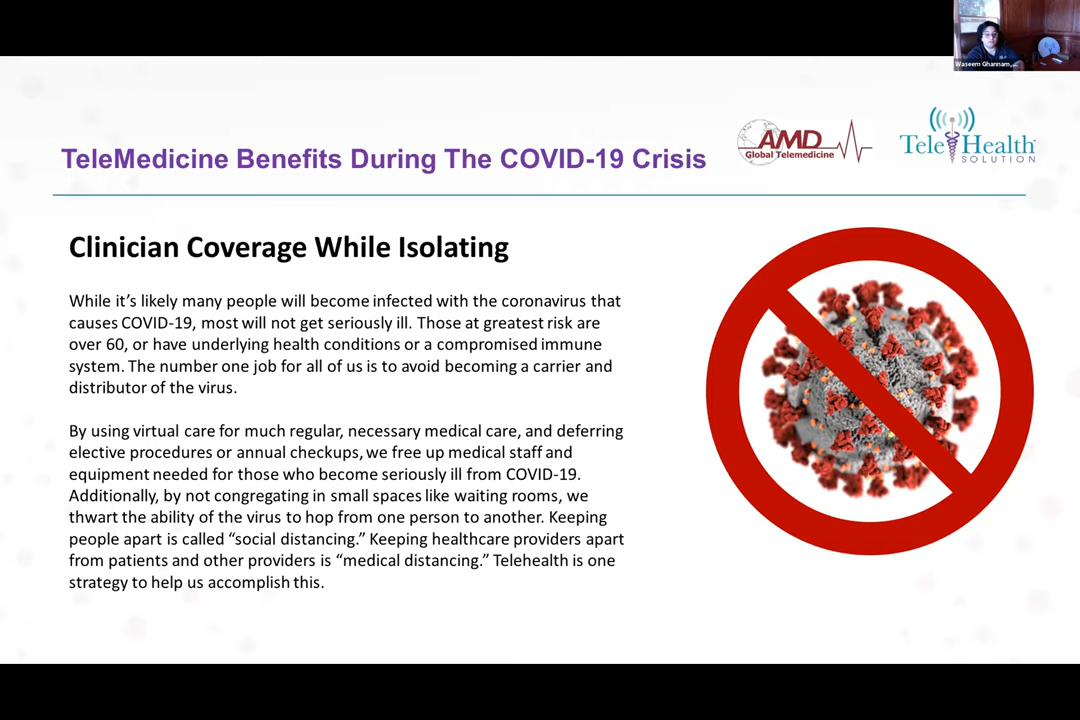 Waseem Ghannam,...
TeleMedicine Benefits During The COVID-19 Crisis
AMD
Global Telemedicine
TeleHealth
SOLUTION
Clinician Coverage While Isolating
While it’s likely many people will become infected with the coronavirus that
causes COVID-19, most will not get seriously ill. Those at greatest risk are
over 60, or have underlying health conditions or a compromised immune
system. The number one job for all of us is to avoid becoming a carrier and
distributor of the virus.
By using virtual care for much regular, necessary medical care, and deferring
elective procedures or annual checkups, we free up medical staff and
equipment needed for those who become seriously ill from COVID-19.
Additionally, by not congregating in small spaces like waiting rooms, we
thwart the ability of the virus to hop from one person to another. Keeping
people apart is called “social distancing.” Keeping healthcare providers apart
from patients and other providers is “medical distancing.” Telehealth is one
strategy to help us accomplish this.